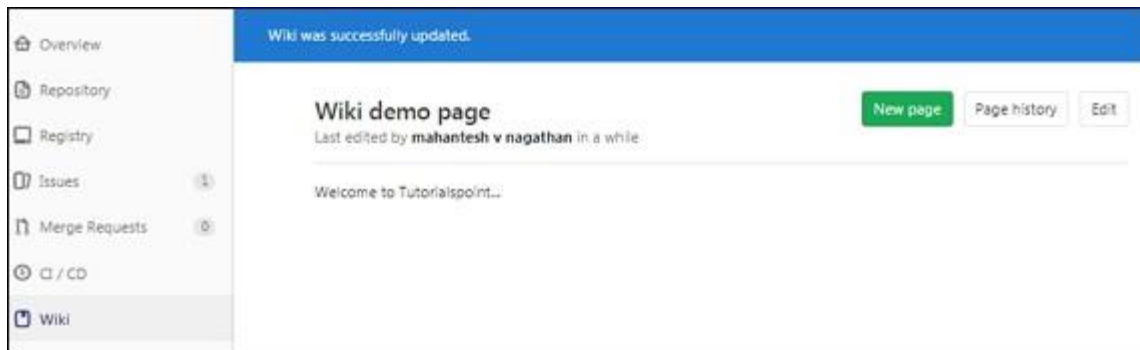 Overview
Repository
Registry
Issues 1
Merge Requests 0
CI / CD
Wiki
Wiki was successfully updated.
Wiki demo page
New page Page history Edit
Last edited by mahantesh v nagathan in a while
Welcome to Tutorialspoint...